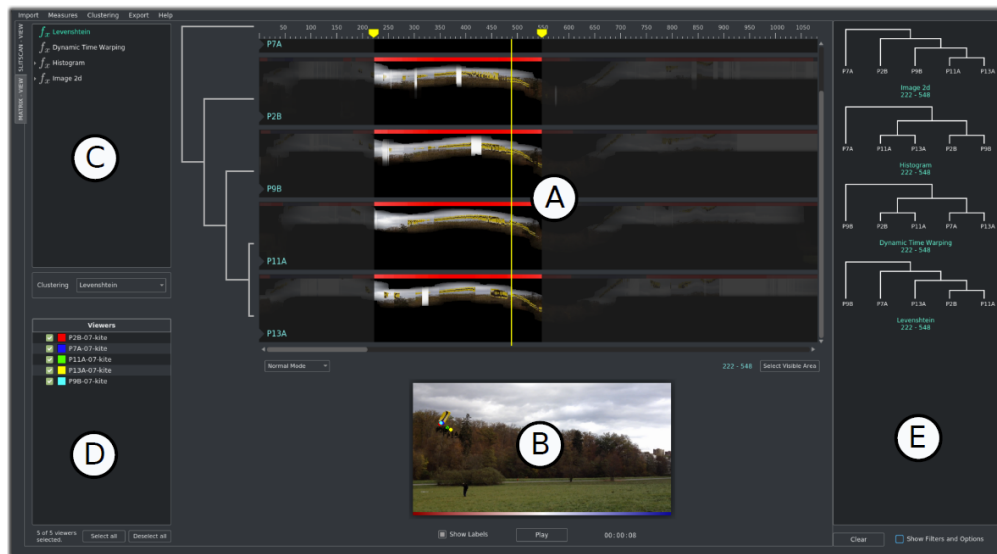 Import Measures Clustering Export Help
MATRIX - VIEW SLITSCAN - VIEW
fx Levenshtein
fx Dynamic Time Warping
fx Histogram
fx Image 2d
C
Clustering Levenshtein
Viewers
P2B-07-kite
P7A-07-kite
P11A-07-kite
P13A-07-kite
P9B-07-kite
D
5 of 5 viewers
selected.
Select all Deselect all
50 100 150 200 250 300 350 400 450 500 550 600 650 700 750 800 850 900 950 1000 1050
P7A
P2B
P9B
A
P11A
P13A
Normal Mode 222 - 548 Select Visible Area
B
Show Labels Play 00:00:08
P7A P2B P9B P11A P13A
Image 2d
222 - 548
P7A P11A P13A P2B P9B
Histogram
222 - 548
P9B P2B P11A P7A P13A
Dynamic Time Warping
222 - 548
P9B P7A P13A P2B P11A
Levenshtein
222 - 548
E
Clear Show Filters and Options